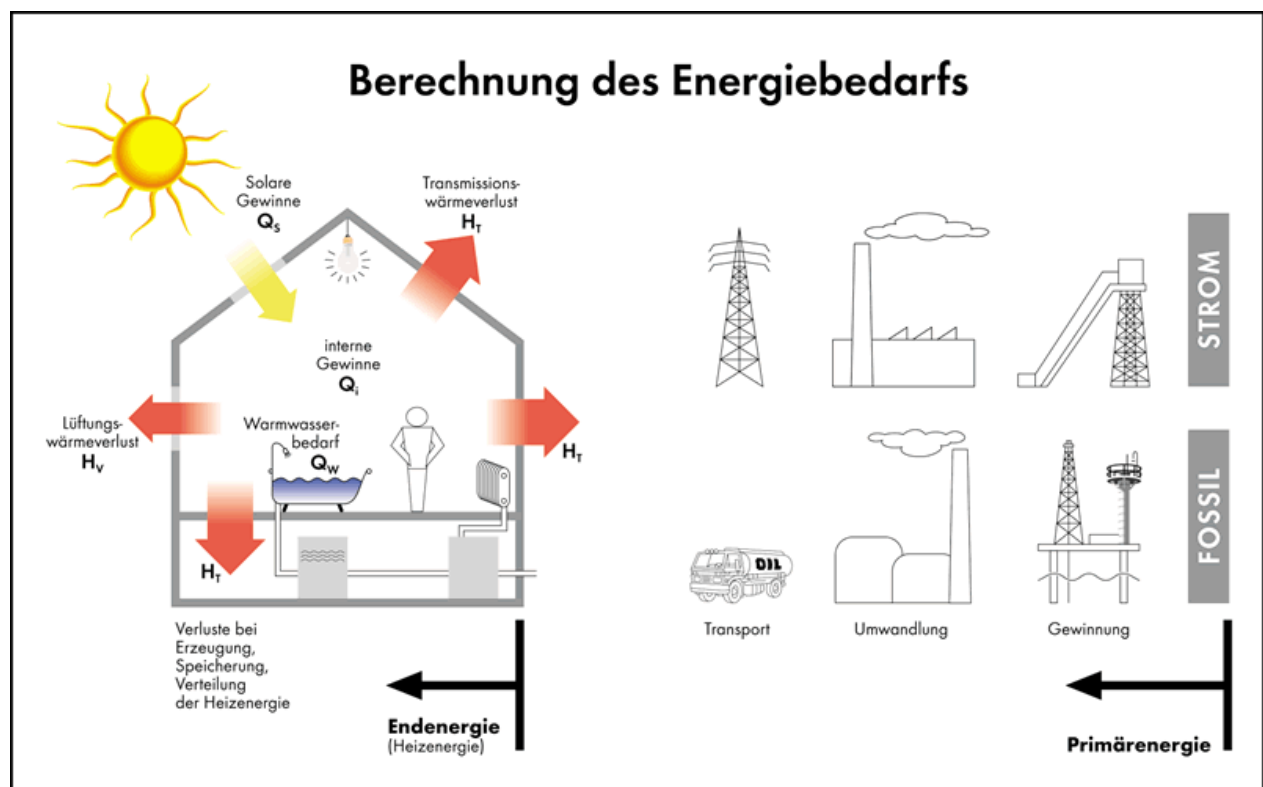 Berechnung des Energiebedarfs
Solare
Gewinne
Qs
Transmissions-
wärmeverlust
HT
interne
Gewinne
Qi
Lüftungs-
wärmeverlust
HV
Warmwasser-
bedarf
QW
HT
HT
STROM
FOSSIL
OIL
Transport
Umwandlung
Gewinnung
Verluste bei
Erzeugung,
Speicherung,
Verteilung
der Heizenergie
Endenergie
(Heizenergie)
Primärenergie